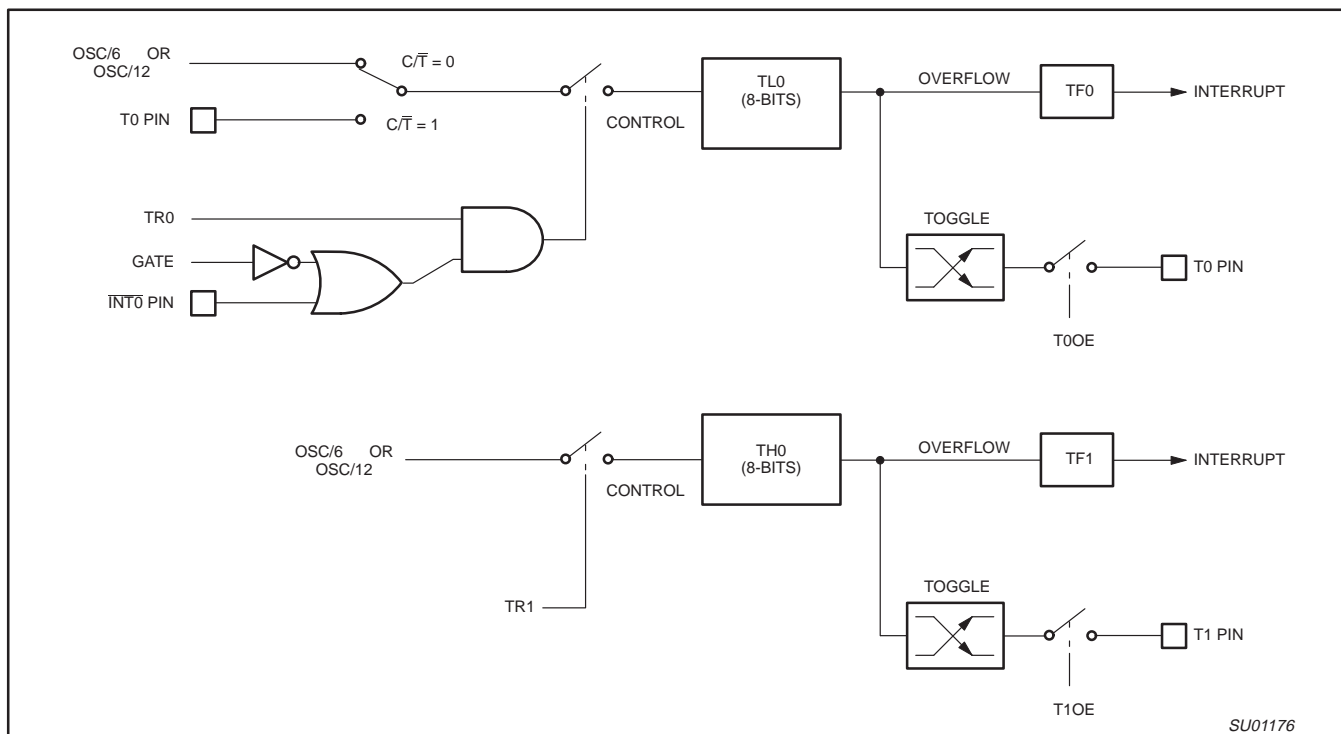 OSC/6 OR
OSC/12
C/T̅ = 0
T0 PIN
C/T̅ = 1
CONTROL
TL0
(8-BITS)
OVERFLOW
TF0
INTERRUPT
TR0
GATE
I̅N̅T̅0̅ PIN
TOGGLE
T0 PIN
T0OE
OSC/6 OR
OSC/12
CONTROL
TH0
(8-BITS)
OVERFLOW
TF1
INTERRUPT
TR1
TOGGLE
T1 PIN
T1OE
SU01176